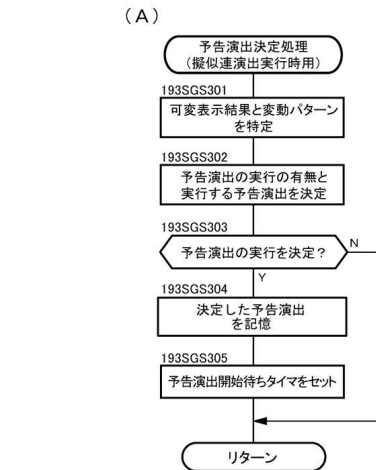 (A)
予告演出決定処理
(擬似連演出実行時用)
193SGS301
可変表示結果と変動パターン
を特定
193SGS302
予告演出の実行の有無と
実行する予告演出を決定
193SGS303
予告演出の実行を決定?
N
Y
193SGS304
決定した予告演出
を記憶
193SGS305
予告演出開始待ちタイマをセット
リターン